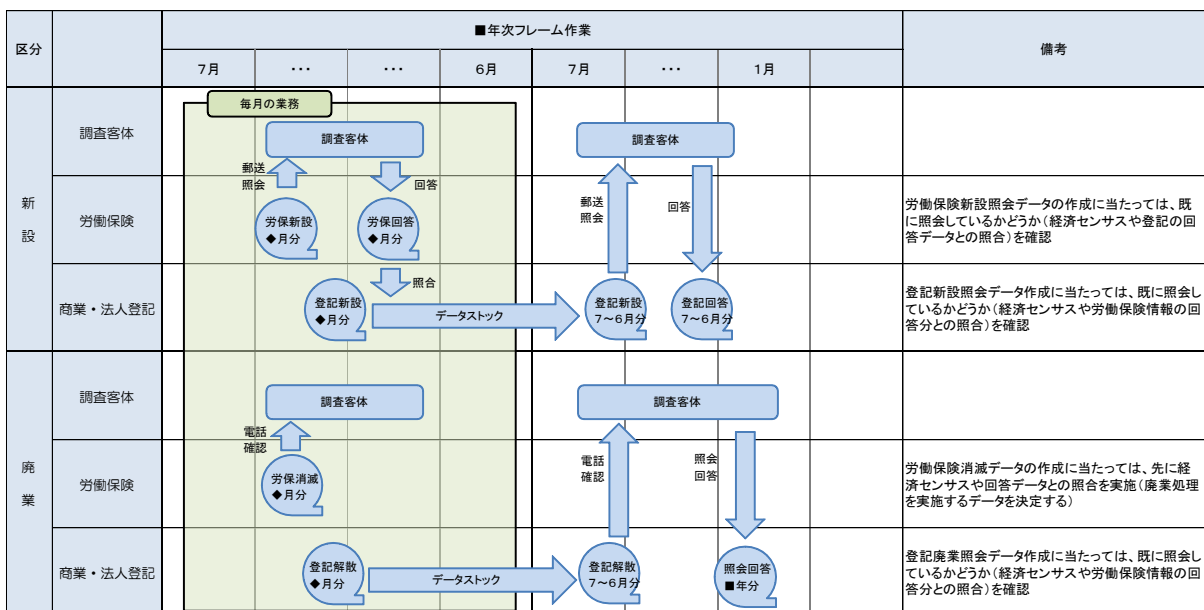 区分
■年次フレーム作業
備考
7月
・・・
・・・
6月
7月
・・・
1月
毎月の業務
新
設
調査客体
調査客体
調査客体
郵送
照会
回答
郵送
照会
回答
労働保険
労保新設
◆月分
労保回答
◆月分
労働保険新設照会データの作成に当たっては、既
に照会しているかどうか（経済センサスや登記の回
答データとの照合）を確認
照合
商業・法人登記
登記新設
◆月分
データストック
登記新設
7～6月分
登記回答
7～6月分
登記新設照会データ作成に当たっては、既に照会し
ているかどうか（経済センサスや労働保険情報の回
答分との照合）を確認
廃
業
調査客体
調査客体
調査客体
電話
確認
電話
確認
照会
回答
労働保険
労保消滅
◆月分
労働保険消滅データの作成に当たっては、先に経
済センサスや回答データとの照合を実施（廃業処理
を実施するデータを決定する）
商業・法人登記
登記解散
◆月分
データストック
登記解散
7～6月分
照会回答
■年分
登記廃業照会データ作成に当たっては、既に照会し
ているかどうか（経済センサスや労働保険情報の回
答分との照合）を確認